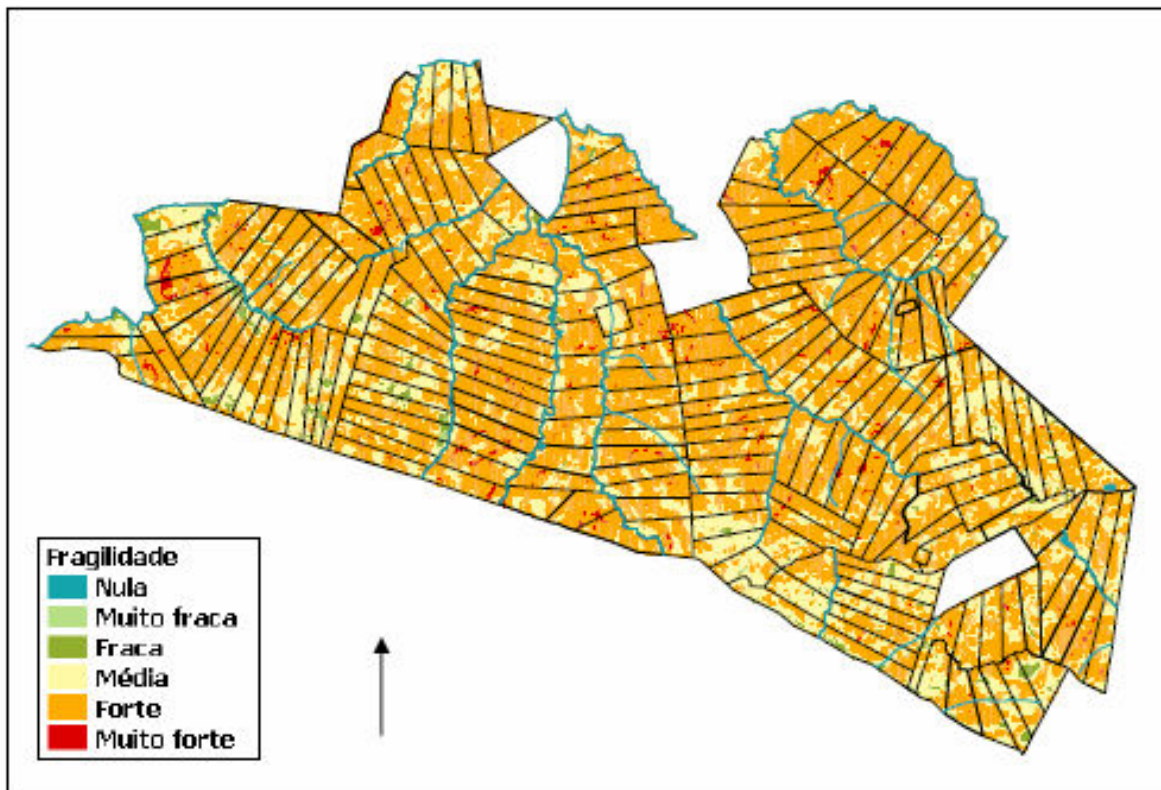 Fragilidade
Nula
Muito fraca
Fraca
Média
Forte
Muito forte